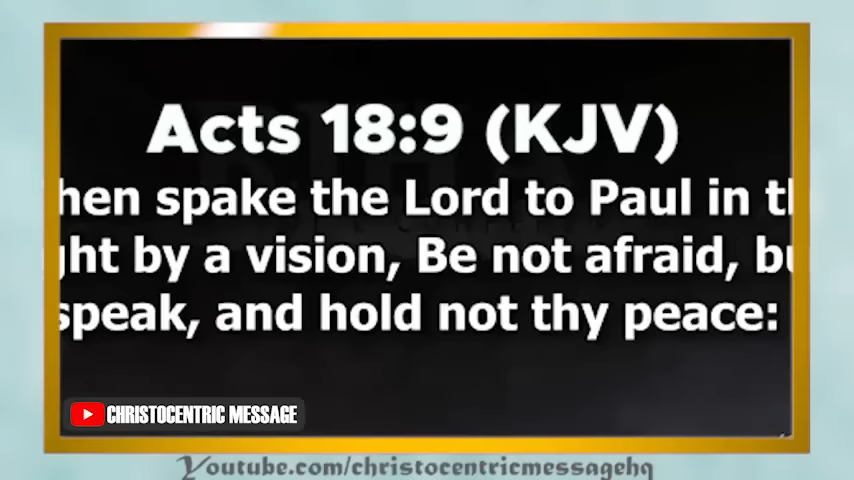 Acts 18:9 (KJV)
hen spake the Lord to Paul in th
ght by a vision, Be not afraid, bu
speak, and hold not thy peace:
CHRISTOCENTRIC MESSAGE
Youtube.com/christocentricmessagehq